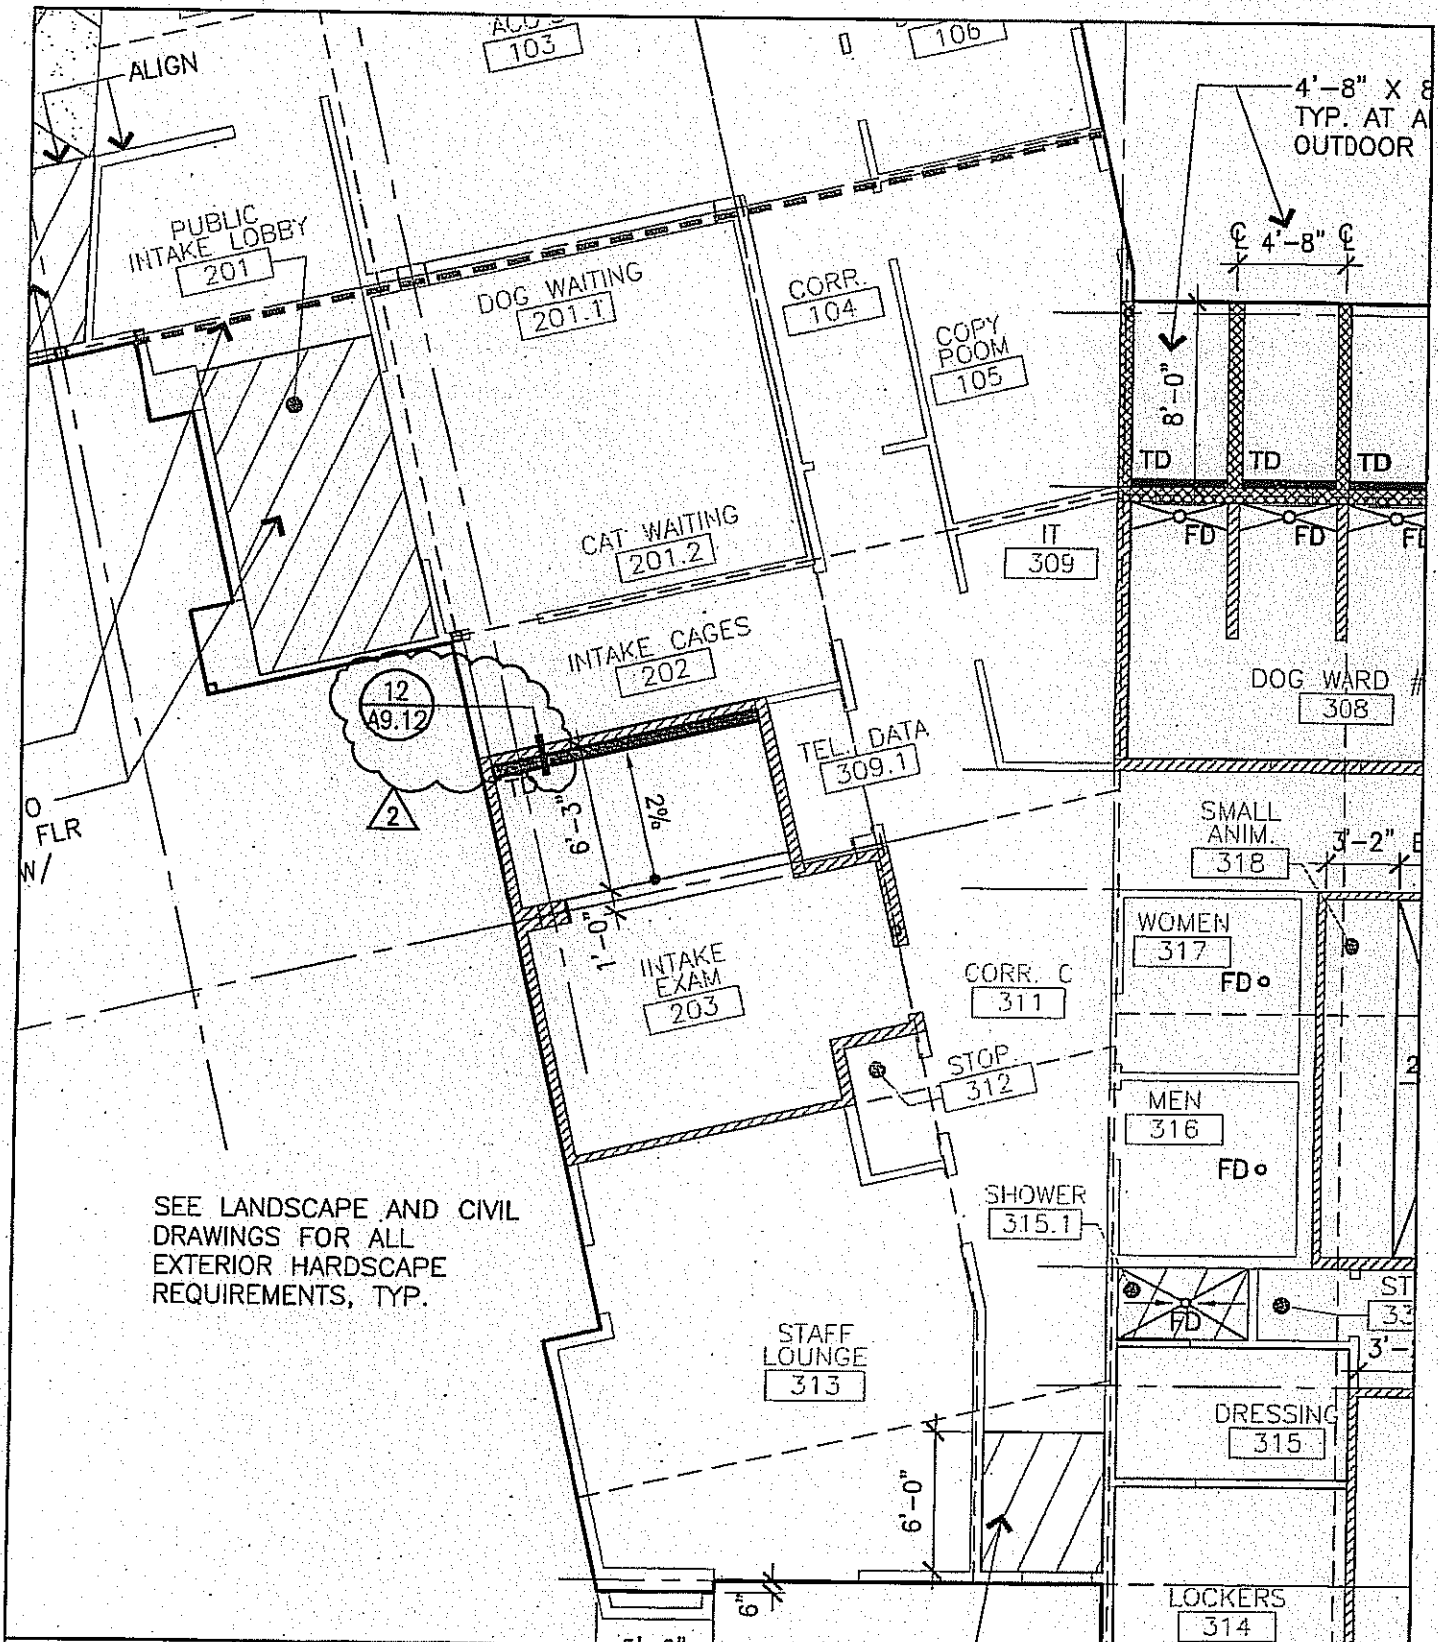 103
106
ALIGN
4'-8" X 8
TYP. AT A
OUTDOOR
PUBLIC
INTAKE LOBBY
201
DOG WAITING
201.1
CORR.
104
COPY
ROOM
105
℄ 4'-8" ℄
8'-0"
TD
TD
TD
FD
FD
CAT WAITING
201.2
IT
309
INTAKE CAGES
202
DOG WARD #
308
12
A9.12
2
TD
9'-3"
2%
TEL. DATA
309.1
O
FLR
W/
SMALL
ANIM.
318
3'-2"
1'-0"
INTAKE
EXAM
203
WOMEN
317
FD
CORR. C
311
STOR.
312
MEN
316
FD
SEE LANDSCAPE AND CIVIL
DRAWINGS FOR ALL
EXTERIOR HARDSCAPE
REQUIREMENTS, TYP.
SHOWER
315.1
FD
ST
33
3'-
STAFF
LOUNGE
313
DRESSING
315
6'-0"
6"
LOCKERS
314